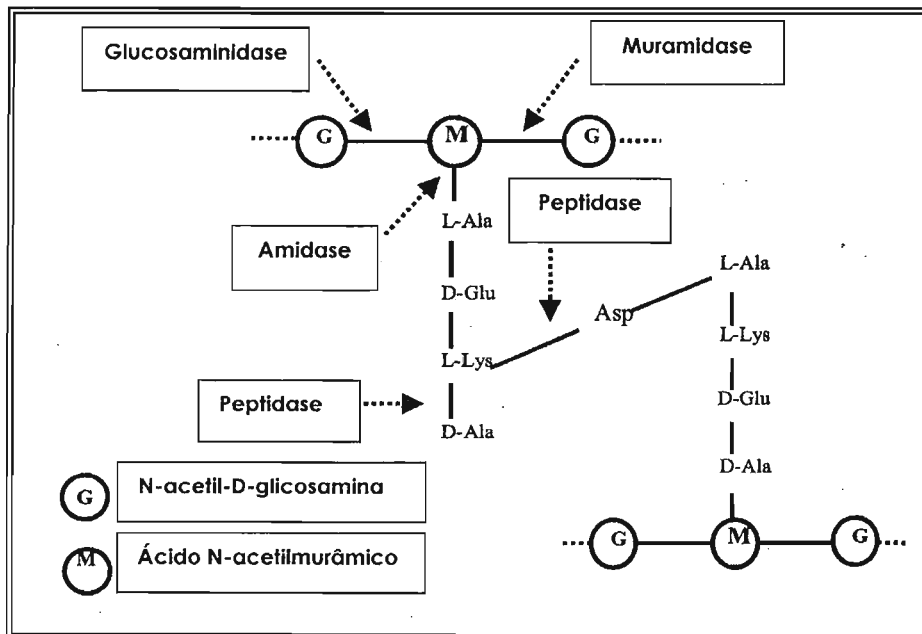 Glucosaminidase
Muramidase
G
M
G
Amidase
Peptidase
L-Ala
D-Glu
L-Lys
D-Ala
Asp
L-Ala
L-Lys
D-Glu
D-Ala
Peptidase
G
M
G
G
N-acetil-D-glicosamina
M
Ácido N-acetilmurâmico